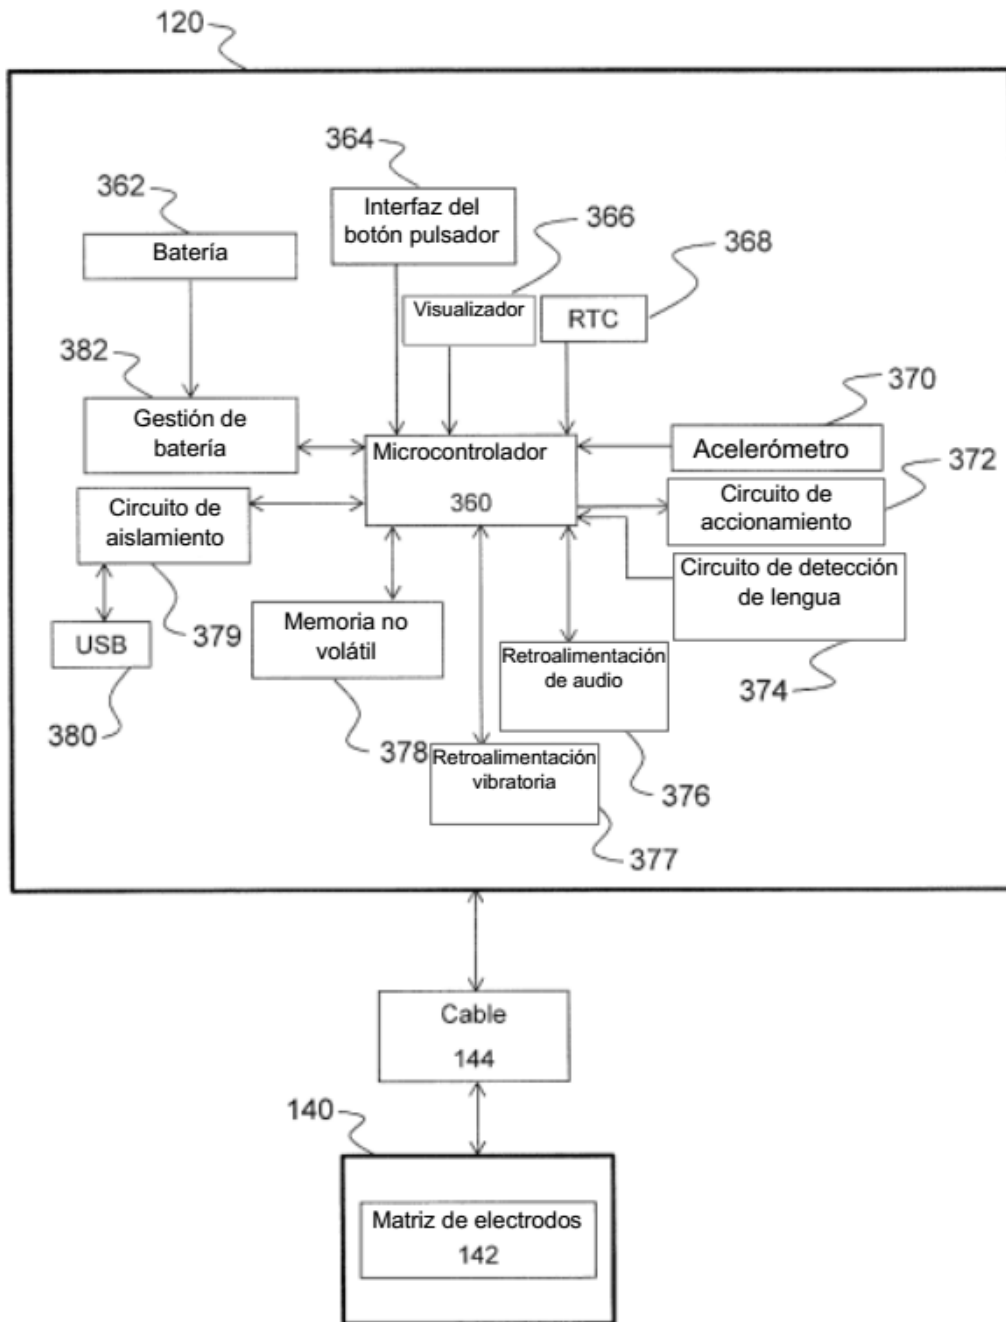 120
364
Interfaz del
botón pulsador
362
Batería
366
Visualizador
368
RTC
382
Gestión de
batería
Microcontrolador
360
370
Acelerómetro
372
Circuito de
accionamiento
Circuito de
aislamiento
379
USB
380
Circuito de detección
de lengua
374
Memoria no
volátil
378
Retroalimentación
de audio
376
Retroalimentación
vibratoria
377
Cable
144
140
Matriz de electrodos
142